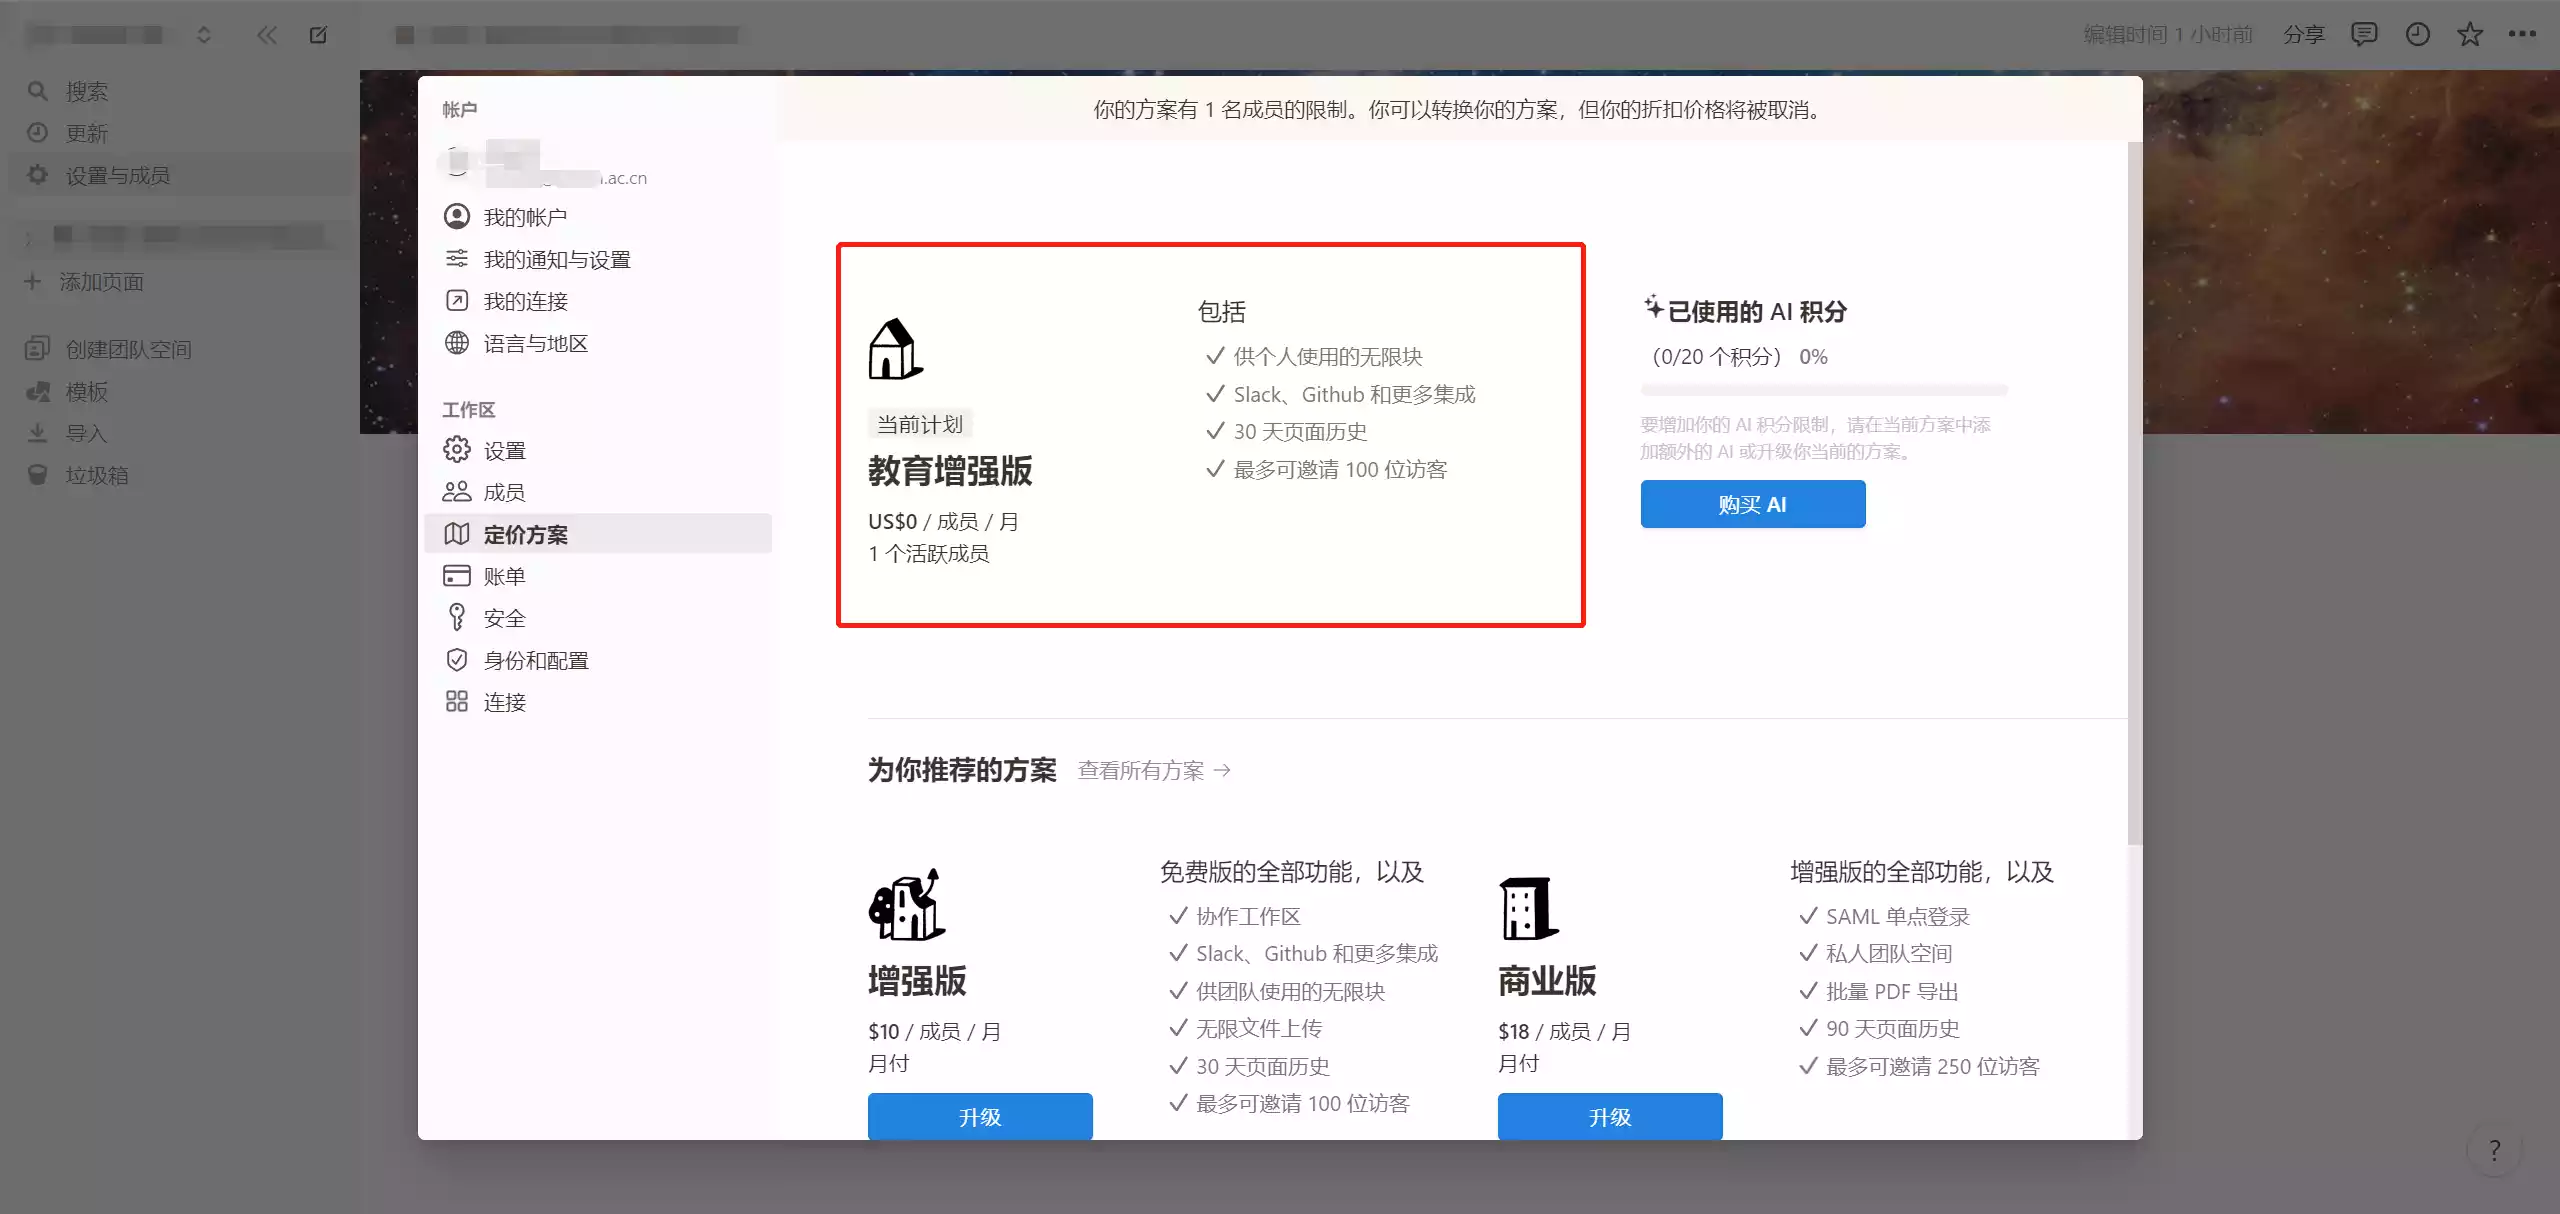 编辑时间 1 小时前
分享
搜索
更新
设置与成员
添加页面
创建团队空间
模板
导入
垃圾箱
帐户
.ac.cn
我的帐户
我的通知与设置
我的连接
语言与地区
工作区
设置
成员
定价方案
账单
安全
身份和配置
连接
你的方案有 1 名成员的限制。你可以转换你的方案，但你的折扣价格将被取消。
当前计划
教育增强版
US$0 / 成员 / 月
1 个活跃成员
包括
供个人使用的无限块
Slack、Github 和更多集成
30 天页面历史
最多可邀请 100 位访客
已使用的 AI 积分
（0/20 个积分） 0%
要增加你的 AI 积分限制，请在当前方案中添
加额外的 AI 或升级你当前的方案。
购买 AI
为你推荐的方案 查看所有方案 →
增强版
$10 / 成员 / 月
月付
升级
免费版的全部功能，以及
协作工作区
Slack、Github 和更多集成
供团队使用的无限块
无限文件上传
30 天页面历史
最多可邀请 100 位访客
商业版
$18 / 成员 / 月
月付
升级
增强版的全部功能，以及
SAML 单点登录
私人团队空间
批量 PDF 导出
90 天页面历史
最多可邀请 250 位访客
?